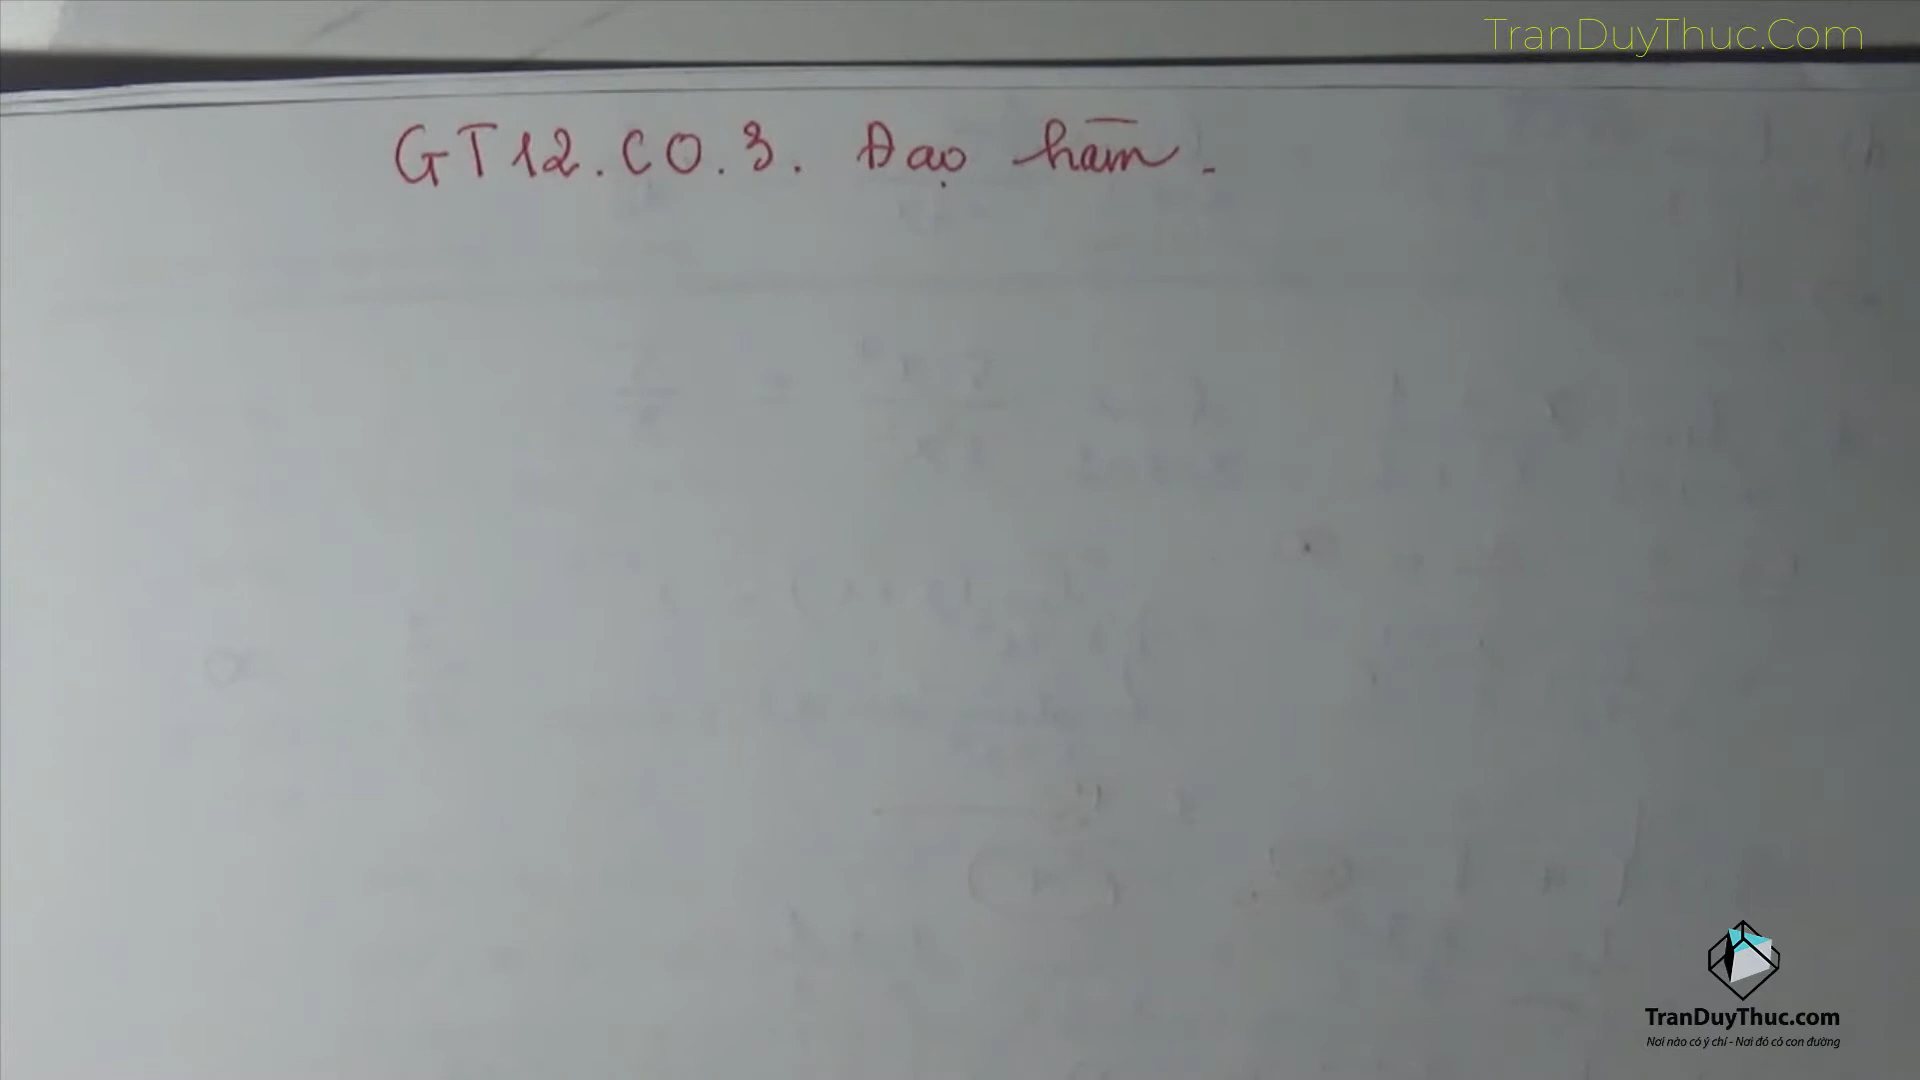 TranDuyThuc.Com
GT12.C0.3. Đạo hàm.
TranDuyThuc.com
Nơi nào có ý chí - Nơi đó có con đường